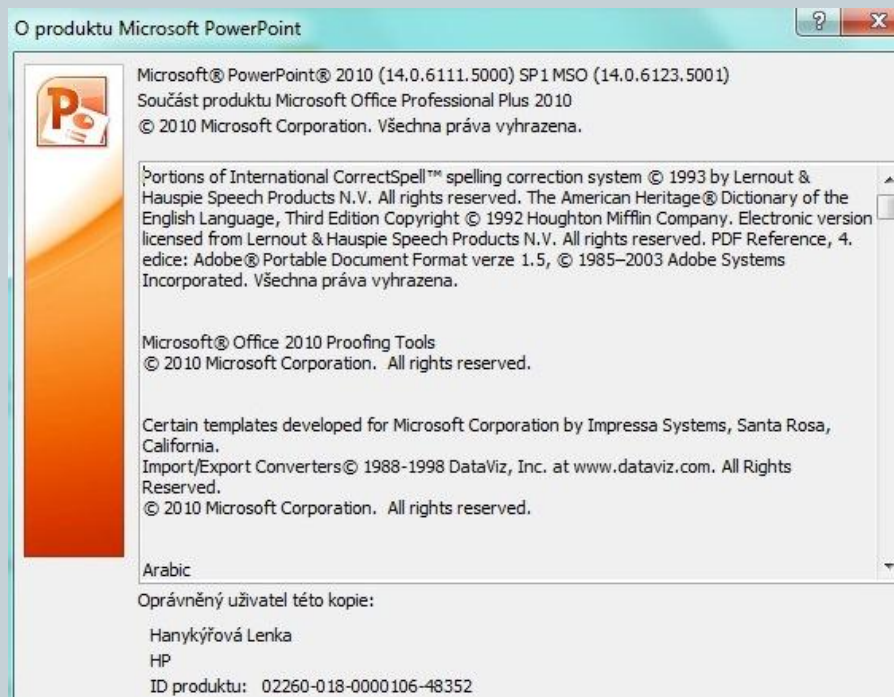 O produktu Microsoft PowerPoint
Microsoft® PowerPoint® 2010 (14.0.6111.5000) SP1 MSO (14.0.6123.5001)
Součást produktu Microsoft Office Professional Plus 2010
© 2010 Microsoft Corporation. Všechna práva vyhrazena.
Portions of International CorrectSpell™ spelling correction system © 1993 by Lernout &
Hauspie Speech Products N.V. All rights reserved. The American Heritage® Dictionary of the
English Language, Third Edition Copyright © 1992 Houghton Mifflin Company. Electronic version
licensed from Lernout & Hauspie Speech Products N.V. All rights reserved. PDF Reference, 4.
edice: Adobe® Portable Document Format verze 1.5, © 1985–2003 Adobe Systems
Incorporated. Všechna práva vyhrazena.
Microsoft® Office 2010 Proofing Tools
© 2010 Microsoft Corporation.  All rights reserved.
Certain templates developed for Microsoft Corporation by Impressa Systems, Santa Rosa,
California.
Import/Export Converters© 1988-1998 DataViz, Inc. at www.dataviz.com. All Rights
Reserved.
© 2010 Microsoft Corporation.  All rights reserved.
Arabic
Oprávněný uživatel této kopie:
Hanykýřová Lenka
HP
ID produktu:   02260-018-0000106-48352